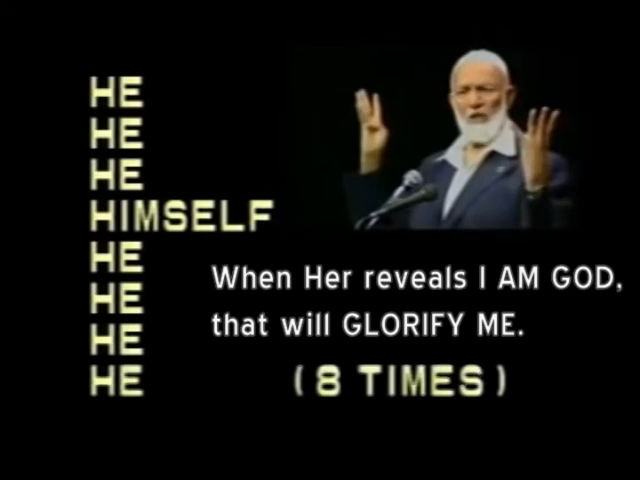 HE
HE
HE
HIMSELF
HE
HE
HE
HE
When Her reveals I AM GOD,
that will GLORIFY ME.
( 8 TIMES )